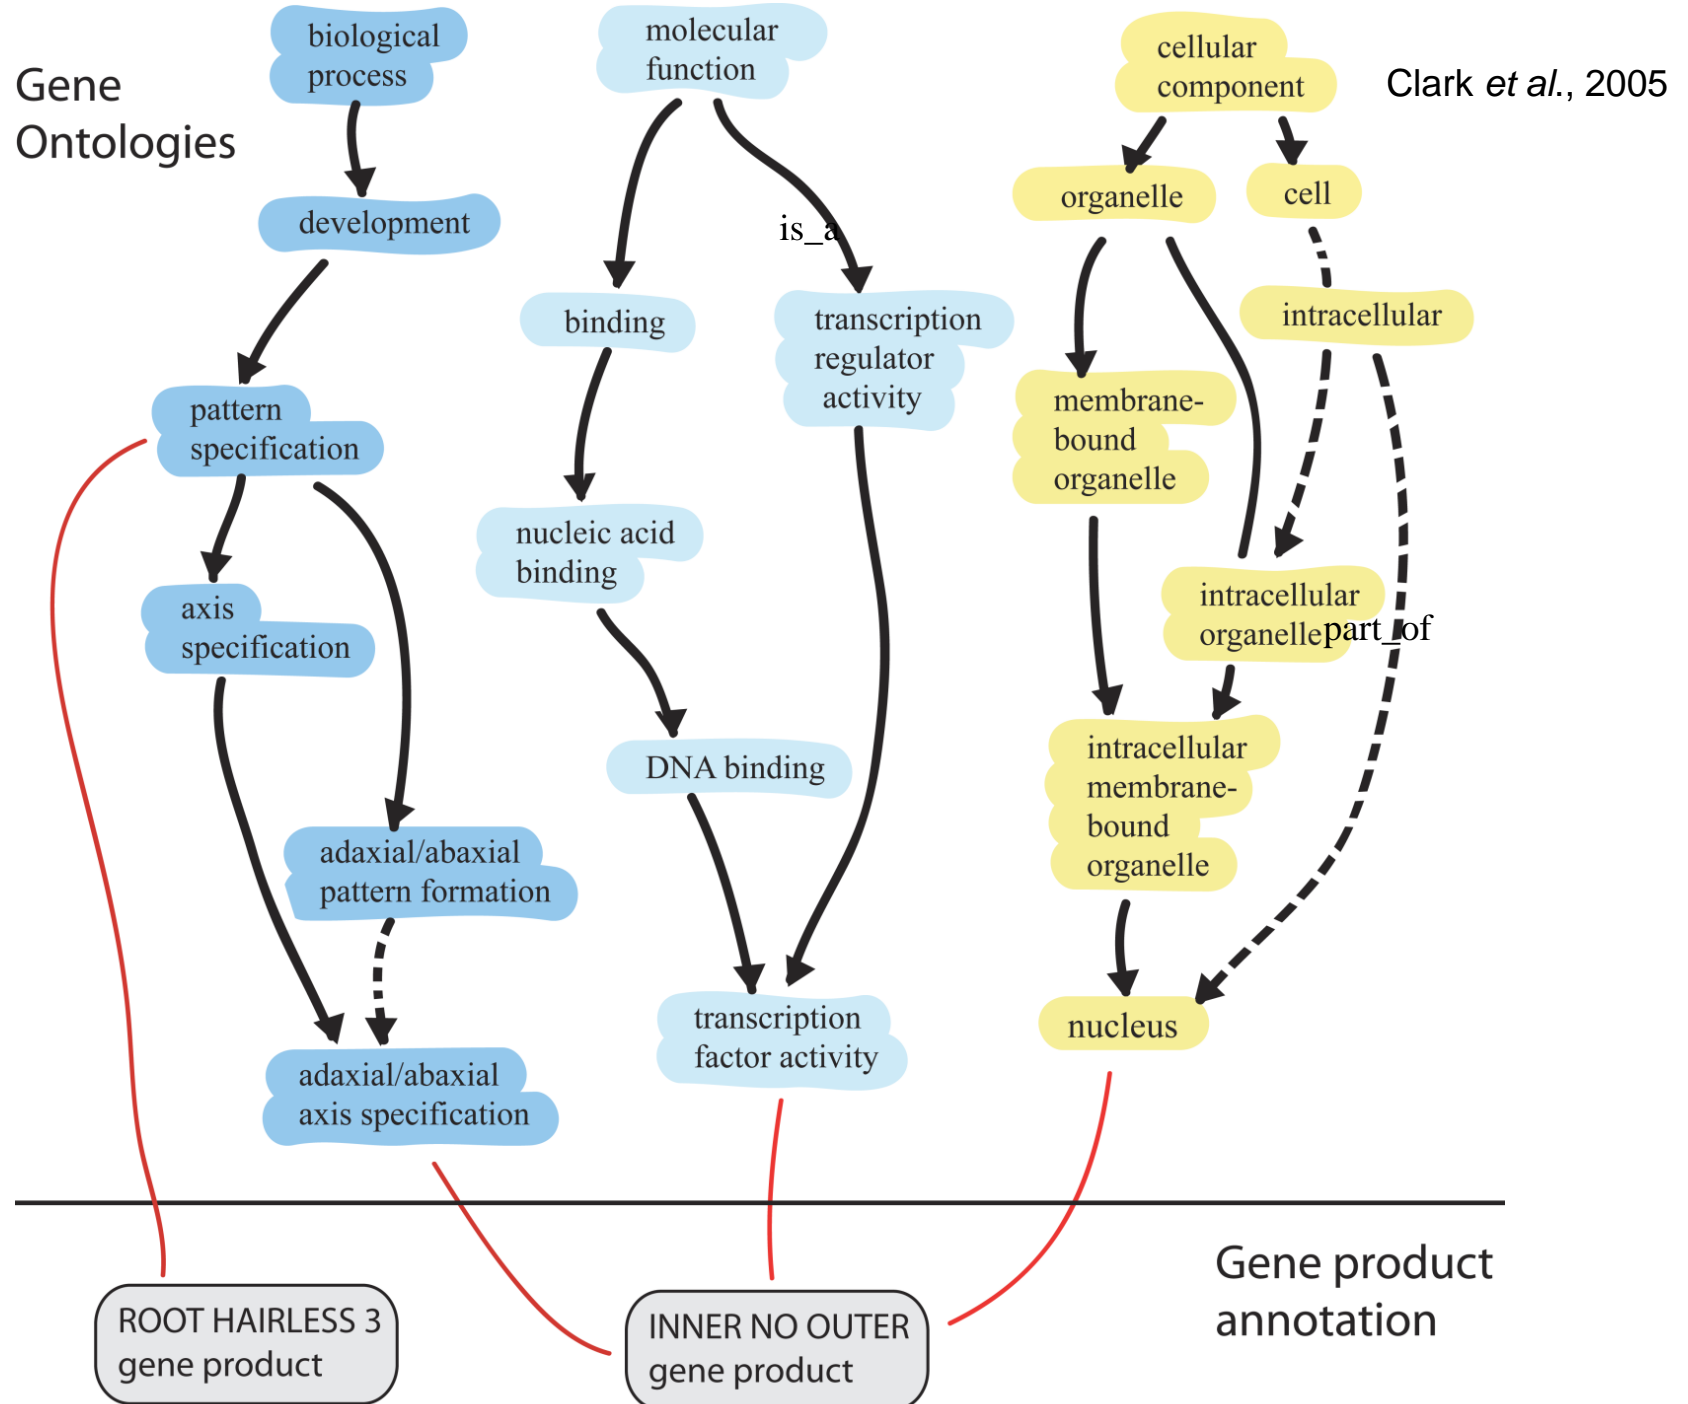 Gene
Ontologies
biological
process
development
pattern
specification
axis
specification
adaxial/abaxial
pattern formation
adaxial/abaxial
axis specification
molecular
function
is_a
binding
transcription
regulator
activity
nucleic acid
binding
DNA binding
transcription
factor activity
cellular
component
Clark et al., 2005
organelle
cell
intracellular
membrane-
bound
organelle
intracellular
organelle
part_of
intracellular
membrane-
bound
organelle
nucleus
Gene product
annotation
ROOT HAIRLESS 3
gene product
INNER NO OUTER
gene product